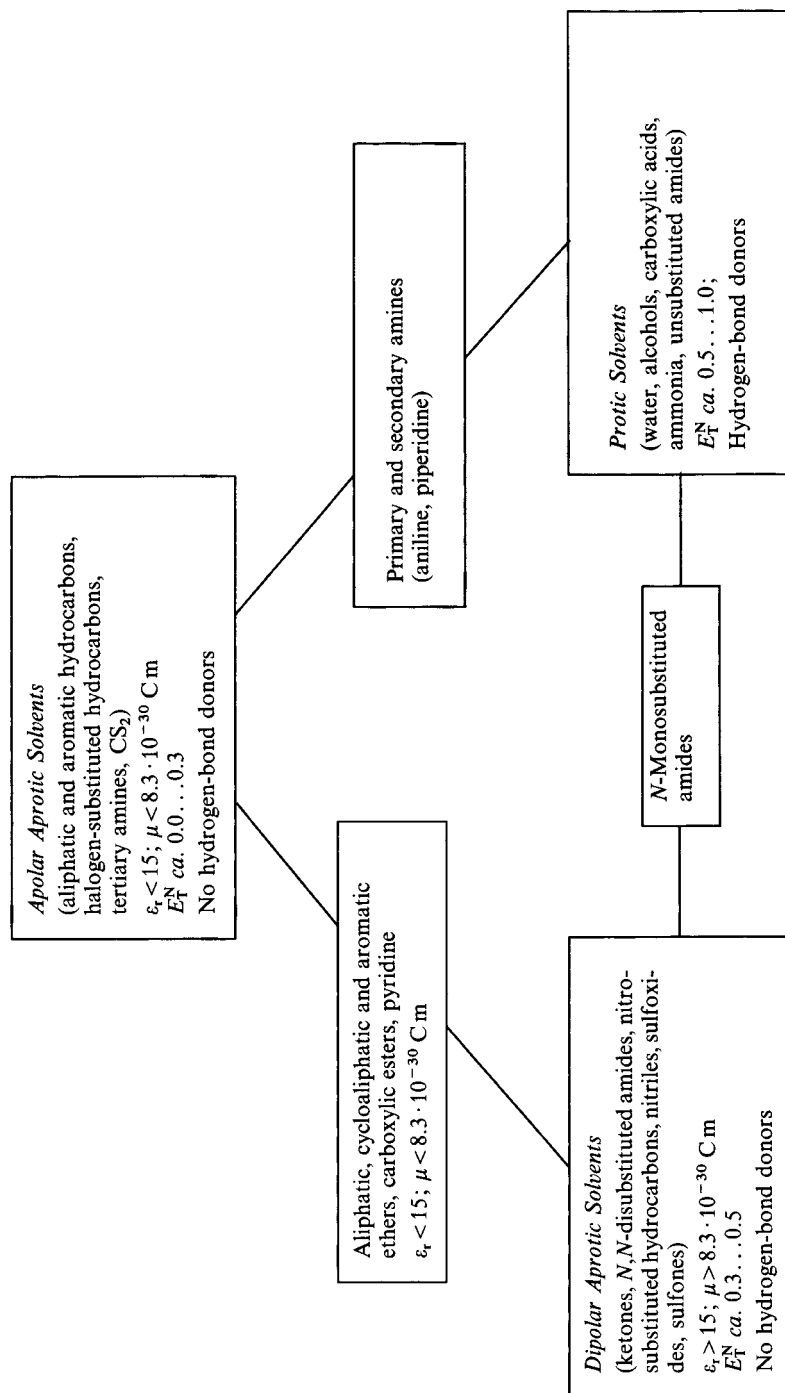 Apolar Aprotic Solvents
(aliphatic and aromatic hydrocarbons,
halogen-substituted hydrocarbons,
tertiary amines, CS₂)
εᵣ < 15; μ < 8.3 · 10⁻³⁰ C m
E_T^N ca. 0.0...0.3
No hydrogen-bond donors
Aliphatic, cycloaliphatic and aromatic
ethers, carboxylic esters, pyridine
εᵣ < 15; μ < 8.3 · 10⁻³⁰ C m
Primary and secondary amines
(aniline, piperidine)
Dipolar Aprotic Solvents
(ketones, N,N-disubstituted amides, nitro-
substituted hydrocarbons, nitriles, sulfoxi-
des, sulfones)
εᵣ > 15; μ > 8.3 · 10⁻³⁰ C m
E_T^N ca. 0.3...0.5
No hydrogen-bond donors
N-Monosubstituted
amides
Protic Solvents
(water, alcohols, carboxylic acids,
ammonia, unsubstituted amides)
E_T^N ca. 0.5...1.0;
Hydrogen-bond donors